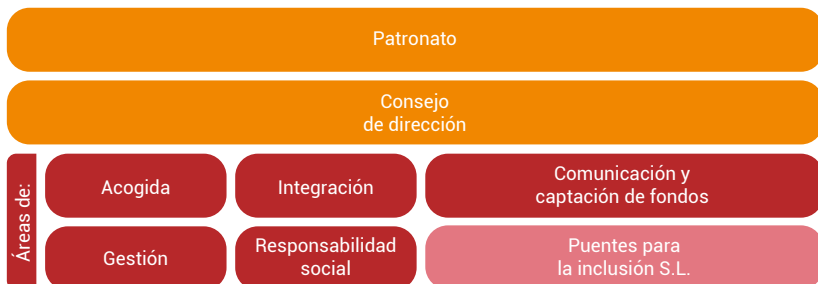 Patronato
Consejo
de dirección
Áreas de:
Acogida
Integración
Comunicación y
captación de fondos
Gestión
Responsabilidad
social
Puentes para
la inclusión S.L.